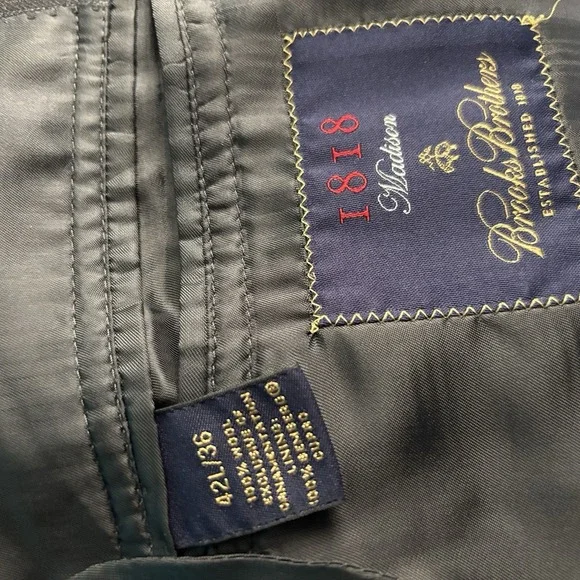 Brooks Brothers
ESTABLISHED 1818
1818
Madison
42L/36
100% WOOL
EXCLUSIVE OF
ORNAMENTATION
LINING:
100% BEMBERG®
CUPRO